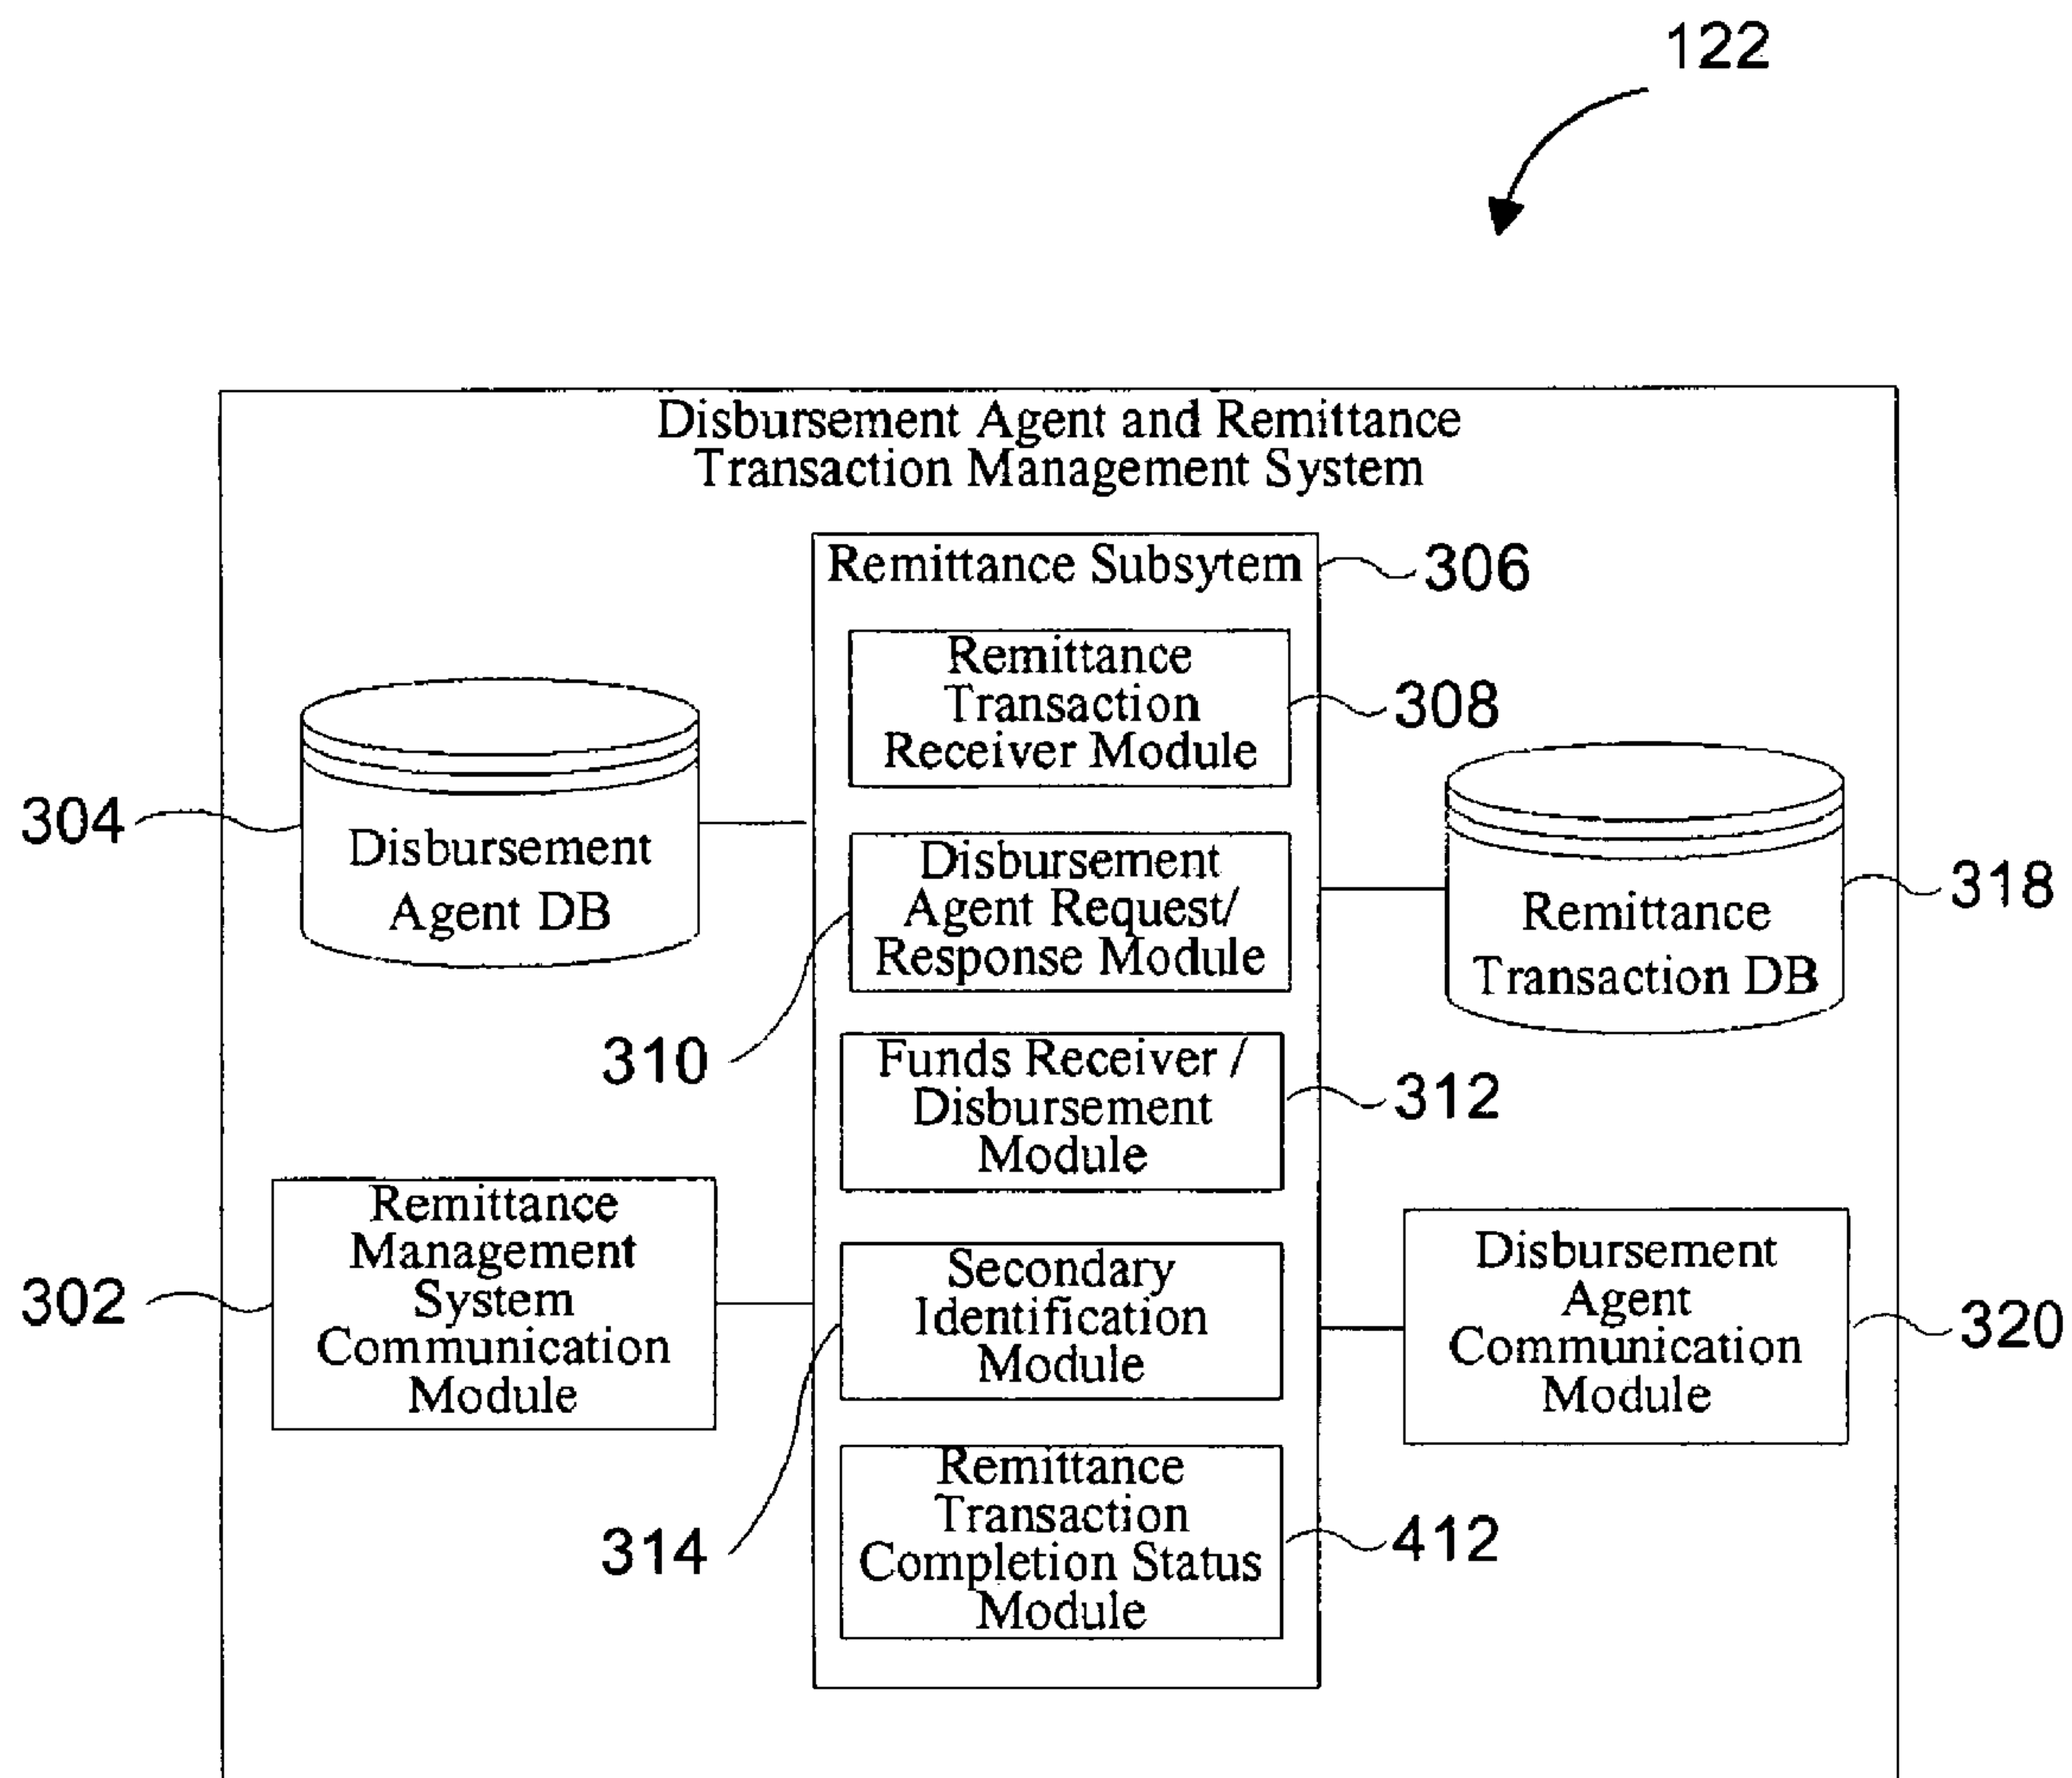 122
Disbursement Agent and Remittance
Transaction Management System
Remittance Subsytem
306
Remittance
Transaction
Receiver Module
308
304
Disbursement
Agent DB
Disbursement
Agent Request/
Response Module
310
Remittance
Transaction DB
318
Funds Receiver /
Disbursement
Module
312
302
Remittance
Management
System
Communication
Module
Secondary
Identification
Module
314
Disbursement
Agent
Communication
Module
320
Remittance
Transaction
Completion Status
Module
412